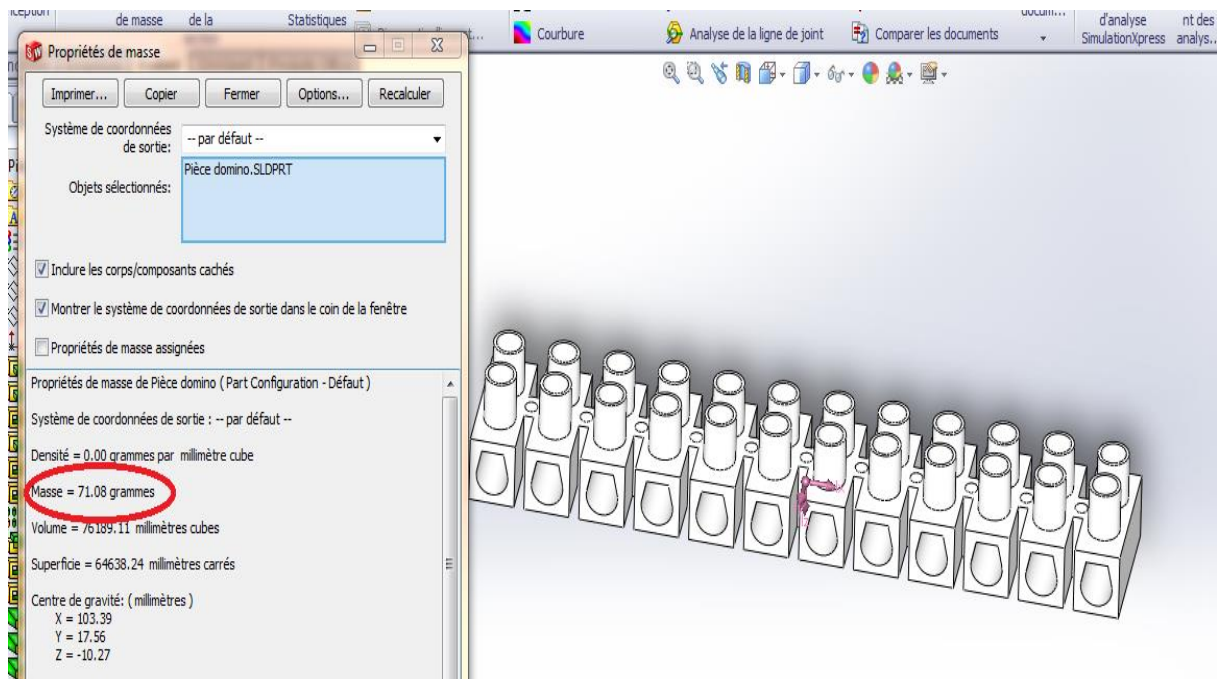 de masse de la Statistiques
Courbure
Analyse de la ligne de joint
Comparer les documents
d'analyse
SimulationXpress
nt des
analys..
Propriétés de masse
Imprimer... Copier Fermer Options... Recalculer
Système de coordonnées
de sortie:
-- par défaut --
Objets sélectionnés:
Pièce domino.SLDPRT
Inclure les corps/composants cachés
Montrer le système de coordonnées de sortie dans le coin de la fenêtre
Propriétés de masse assignées
Propriétés de masse de Pièce domino ( Part Configuration - Défaut )
Système de coordonnées de sortie : -- par défaut --
Densité = 0.00 grammes par millimètre cube
Masse = 71.08 grammes
Volume = 76189.11 millimètres cubes
Superficie = 64638.24 millimètres carrés
Centre de gravité: ( millimètres )
X = 103.39
Y = 17.56
Z = -10.27